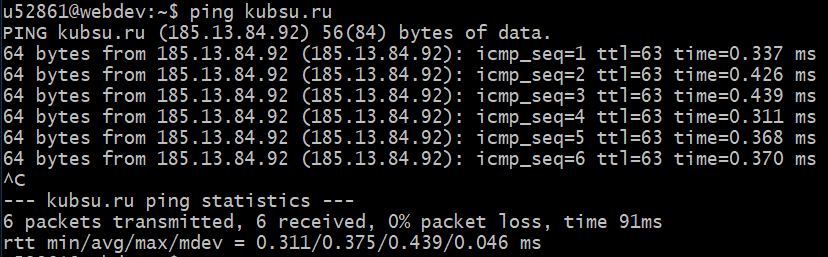 u52861@webdev:~$ ping kubsu.ru
PING kubsu.ru (185.13.84.92) 56(84) bytes of data.
64 bytes from 185.13.84.92 (185.13.84.92): icmp_seq=1 ttl=63 time=0.337 ms
64 bytes from 185.13.84.92 (185.13.84.92): icmp_seq=2 ttl=63 time=0.426 ms
64 bytes from 185.13.84.92 (185.13.84.92): icmp_seq=3 ttl=63 time=0.439 ms
64 bytes from 185.13.84.92 (185.13.84.92): icmp_seq=4 ttl=63 time=0.311 ms
64 bytes from 185.13.84.92 (185.13.84.92): icmp_seq=5 ttl=63 time=0.368 ms
64 bytes from 185.13.84.92 (185.13.84.92): icmp_seq=6 ttl=63 time=0.370 ms
^C
--- kubsu.ru ping statistics ---
6 packets transmitted, 6 received, 0% packet loss, time 91ms
rtt min/avg/max/mdev = 0.311/0.375/0.439/0.046 ms